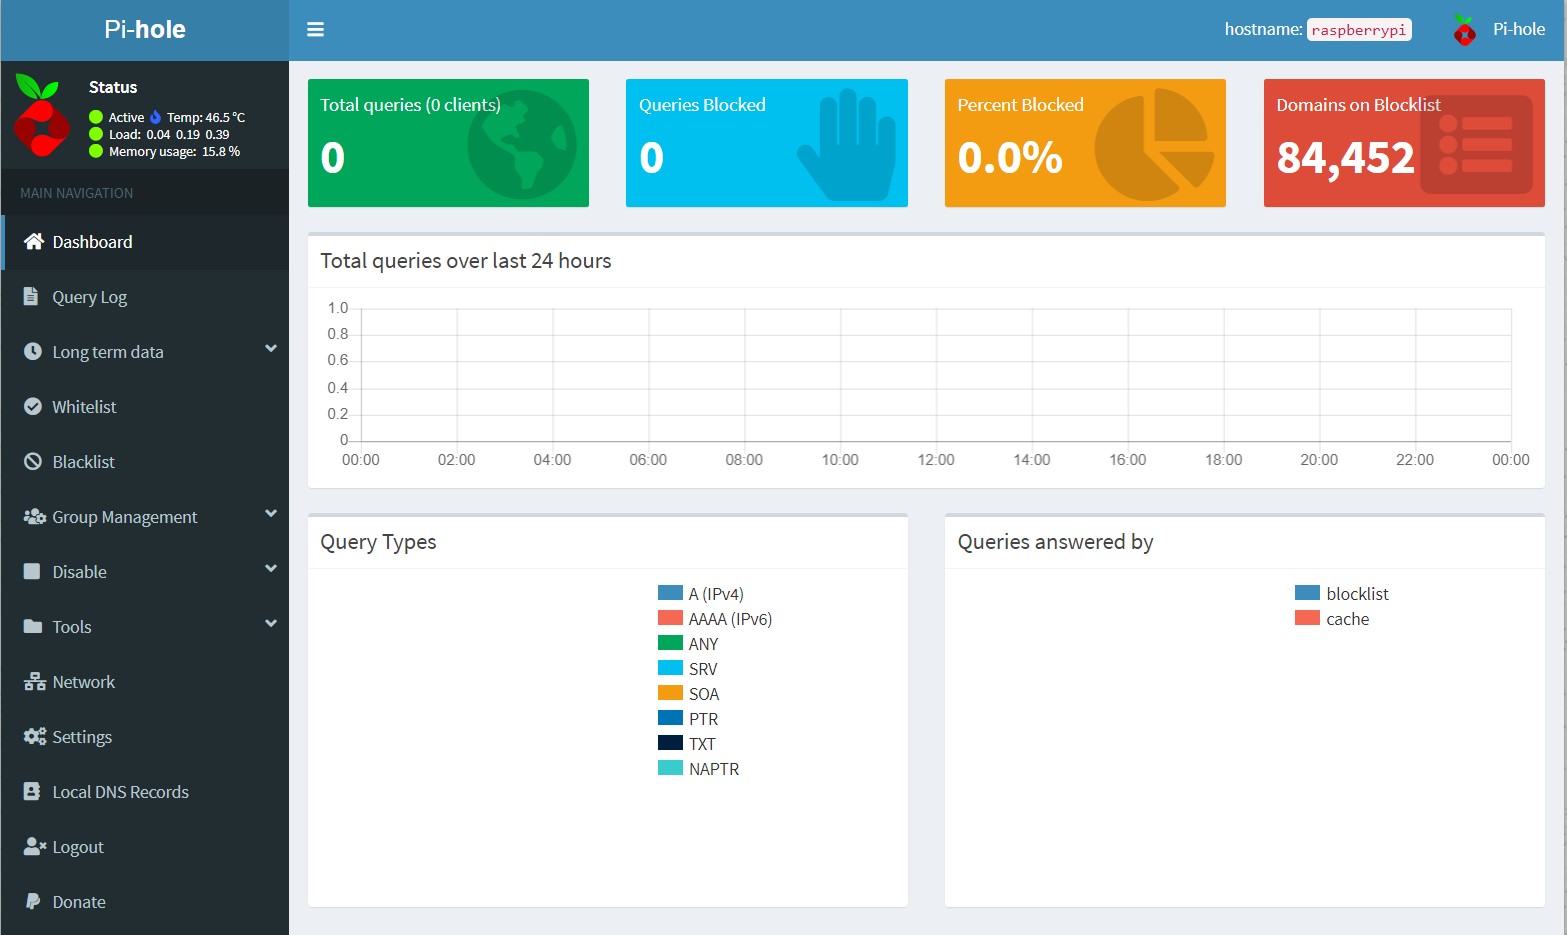 Pi-hole
hostname: raspberrypi
Pi-hole
Status
Active Temp: 46.5 °C
Load: 0.04 0.19 0.39
Memory usage: 15.8 %
MAIN NAVIGATION
Dashboard
Query Log
Long term data
Whitelist
Blacklist
Group Management
Disable
Tools
Network
Settings
Local DNS Records
Logout
Donate
Total queries (0 clients)
0
Queries Blocked
0
Percent Blocked
0.0%
Domains on Blocklist
84,452
Total queries over last 24 hours
1.0
0.8
0.6
0.4
0.2
0
00:00 02:00 04:00 06:00 08:00 10:00 12:00 14:00 16:00 18:00 20:00 22:00 00:00
Query Types
A (IPv4)
AAAA (IPv6)
ANY
SRV
SOA
PTR
TXT
NAPTR
Queries answered by
blocklist
cache